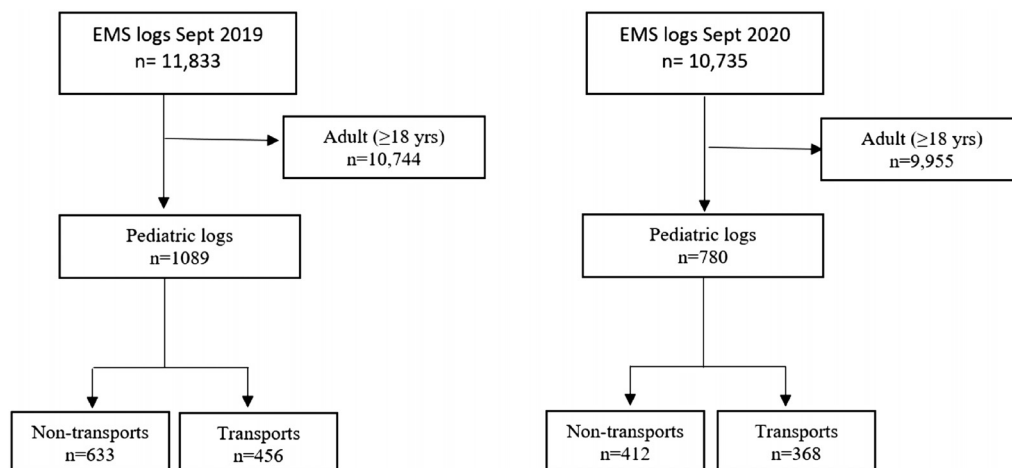 EMS logs Sept 2019
n= 11,833
Adult (≥18 yrs)
n=10,744
Pediatric logs
n=1089
Non-transports
n=633
Transports
n=456
EMS logs Sept 2020
n= 10,735
Adult (≥18 yrs)
n=9,955
Pediatric logs
n=780
Non-transports
n=412
Transports
n=368